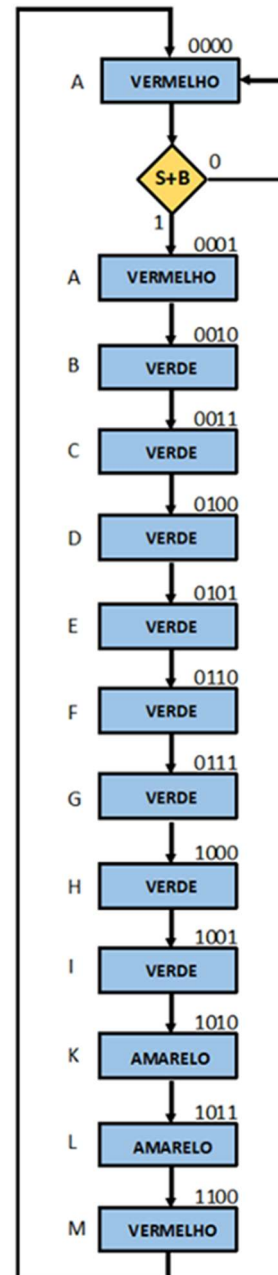 0000
A VERMELHO
S+B 0
1
0001
A VERMELHO
0010
B VERDE
0011
C VERDE
0100
D VERDE
0101
E VERDE
0110
F VERDE
0111
G VERDE
1000
H VERDE
1001
I VERDE
1010
K AMARELO
1011
L AMARELO
1100
M VERMELHO